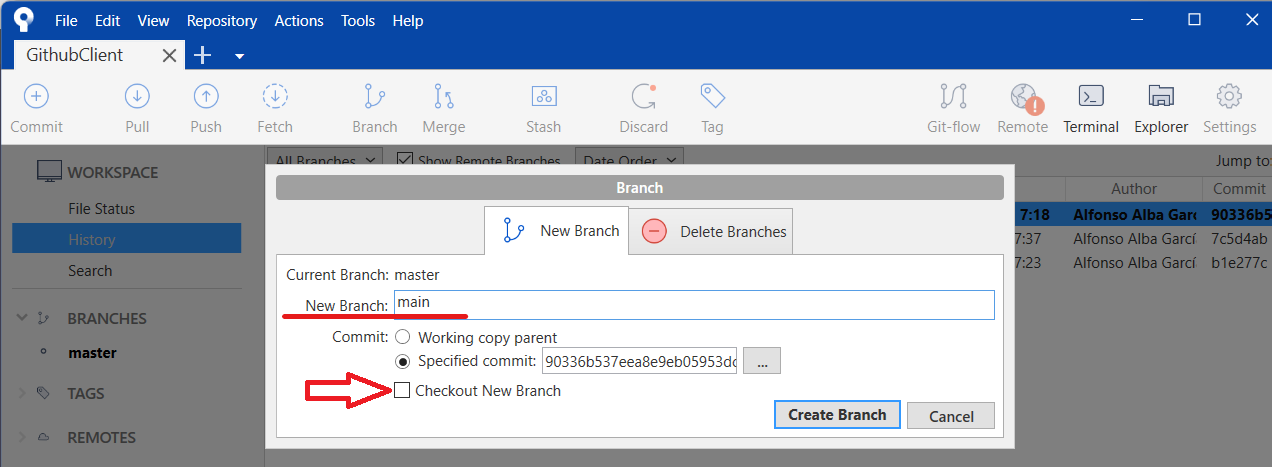 File Edit View Repository Actions Tools Help
GithubClient
Commit Pull Push Fetch Branch Merge Stash Discard Tag Git-flow Remote Terminal Explorer Settings
WORKSPACE
All Branches Show Remote Branches Date Order Jump to:
Branch
Author Commit
File Status
7:18 Alfonso Alba Garc 90336b5
New Branch Delete Branches
History
7:37 Alfonso Alba Garcí 7c5d4ab
Search
7:23 Alfonso Alba Garcí b1e277c
Current Branch: master
New Branch: main
BRANCHES
Commit: Working copy parent
master
Specified commit: 90336b537eea8e9eb05953dc ...
Checkout New Branch
TAGS
Create Branch Cancel
REMOTES